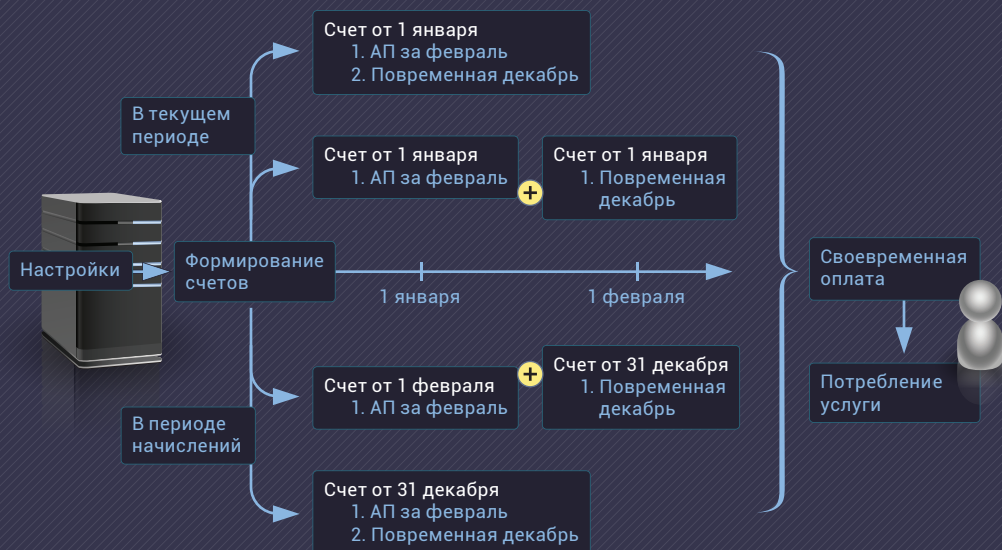 Счет от 1 января
1. АП за февраль
2. Повременная декабрь
В текущем
периоде
Счет от 1 января
1. АП за февраль
+
Счет от 1 января
1. Повременная
декабрь
Настройки
Формирование
счетов
1 января
1 февраля
Своевременная
оплата
Потребление
услуги
В периоде
начислений
Счет от 1 февраля
1. АП за февраль
+
Счет от 31 декабря
1. Повременная
декабрь
Счет от 31 декабря
1. АП за февраль
2. Повременная декабрь